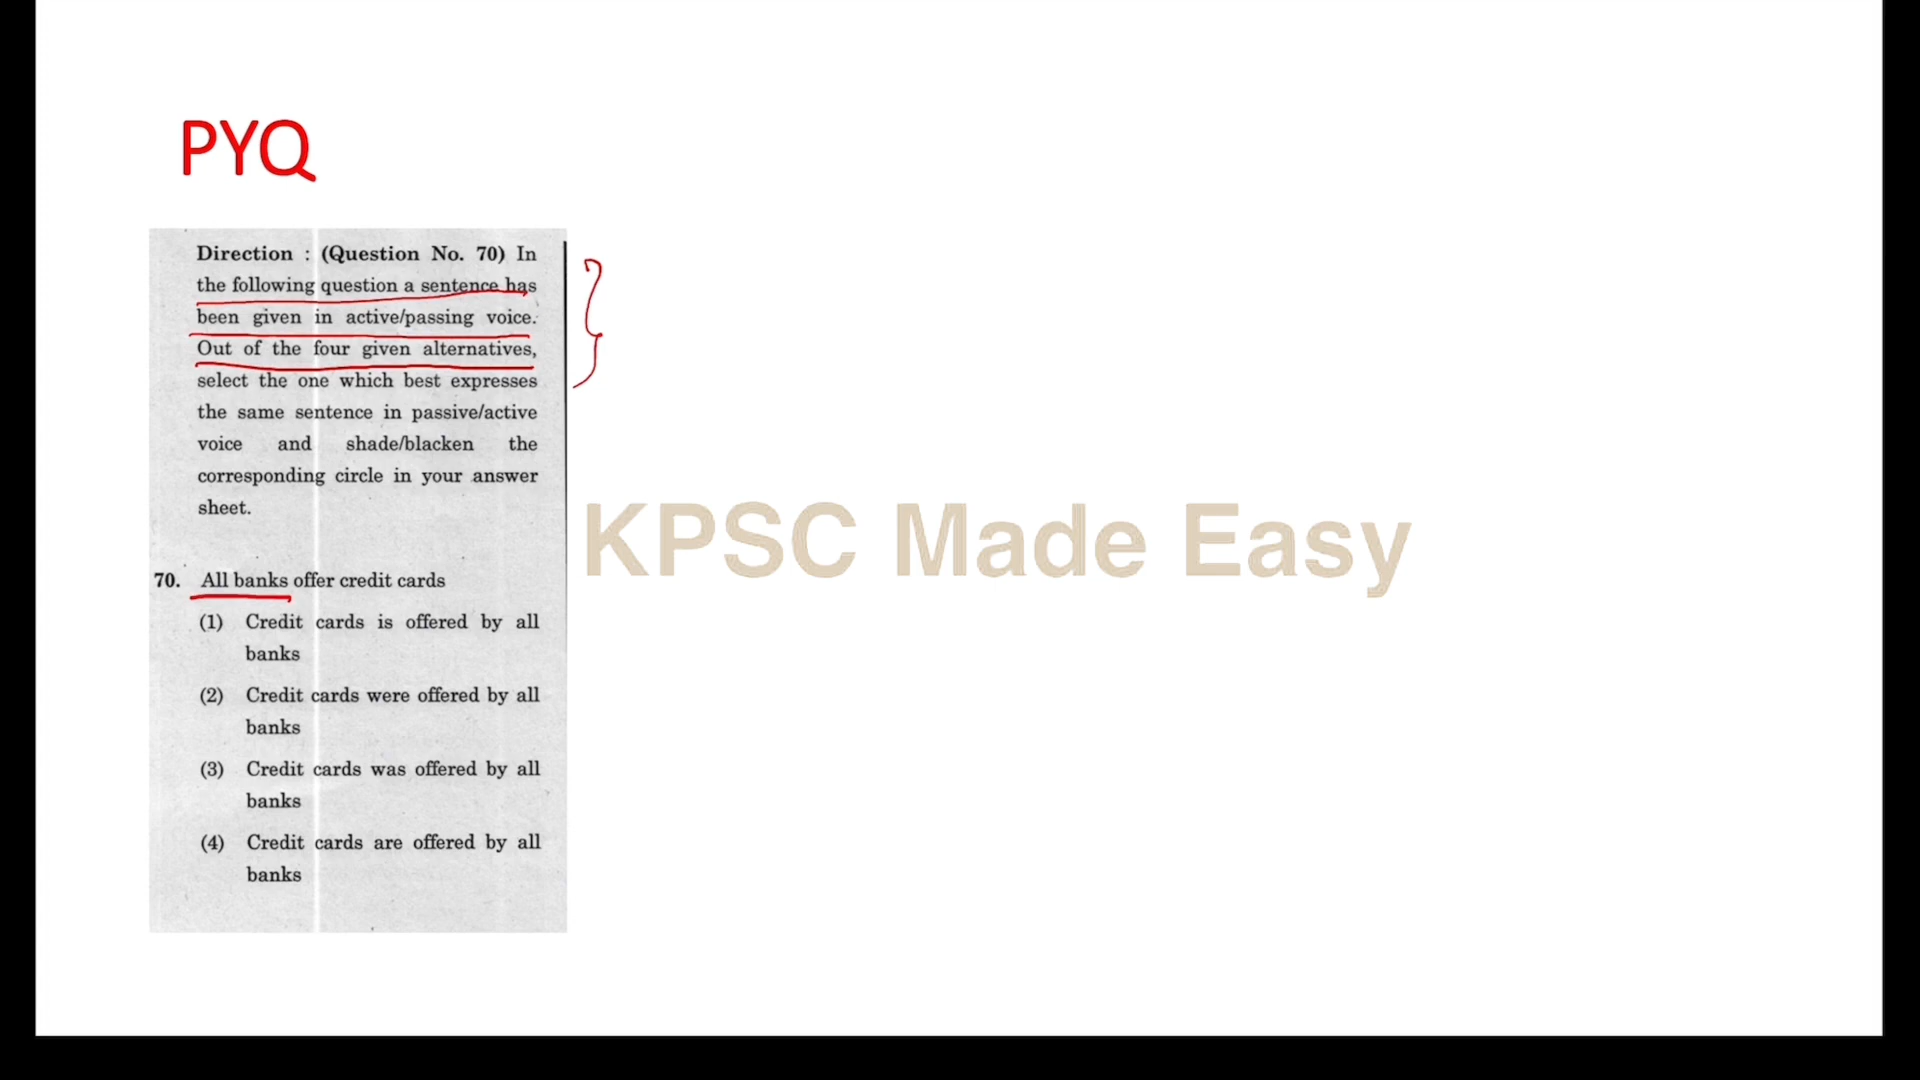 PYQ
Direction : (Question No. 70) In
the following question a sentence has
been given in active/passing voice.
Out of the four given alternatives,
select the one which best expresses
the same sentence in passive/active
voice and shade/blacken the
corresponding circle in your answer
sheet.
70. All banks offer credit cards
(1) Credit cards is offered by all
banks
(2) Credit cards were offered by all
banks
(3) Credit cards was offered by all
banks
(4) Credit cards are offered by all
banks
KPSC Made Easy